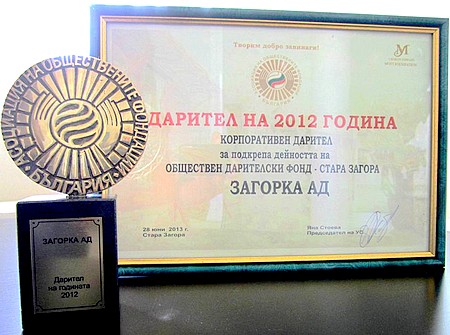 АСОЦИАЦИЯ НА ОБЩЕСТВЕНИТЕ ФОНДАЦИИ
БЪЛГАРИЯ
ЗАГОРКА АД
Дарител
на годината
2012
Творим добро заедно!
ДАРИТЕЛ НА 2012 ГОДИНА
КОРПОРАТИВЕН ДАРИТЕЛ
за подкрепа дейността на
ОБЩЕСТВЕН ДАРИТЕЛСКИ ФОНД - СТАРА ЗАГОРА
ЗАГОРКА АД
28 юни 2013 г.
Стара Загора
Яна Стоева
Председател на УС